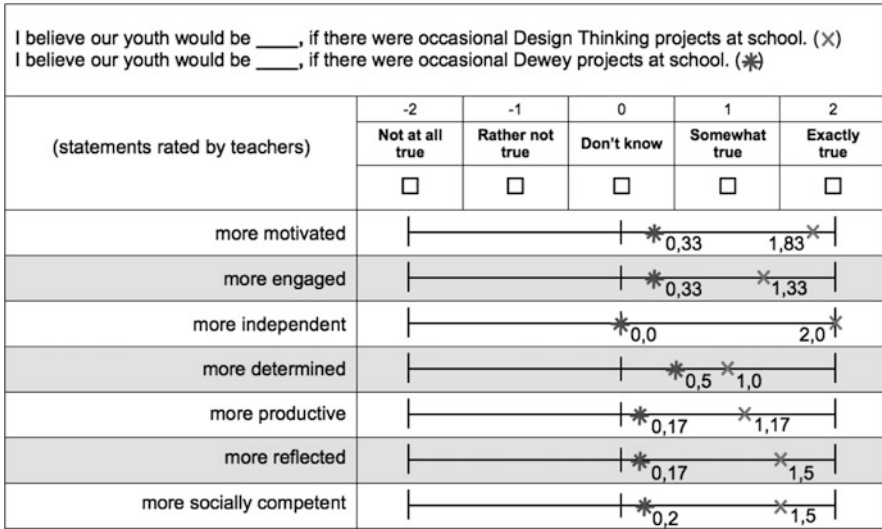 I believe our youth would be ____, if there were occasional Design Thinking projects at school. (×)
I believe our youth would be ____, if there were occasional Dewey projects at school. (✳)
(statements rated by teachers)
-2 -1 0 1 2
Not at all true Rather not true Don't know Somewhat true Exactly true
more motivated 0,33 1,83
more engaged 0,33 1,33
more independent 0,0 2,0
more determined 0,5 1,0
more productive 0,17 1,17
more reflected 0,17 1,5
more socially competent 0,2 1,5